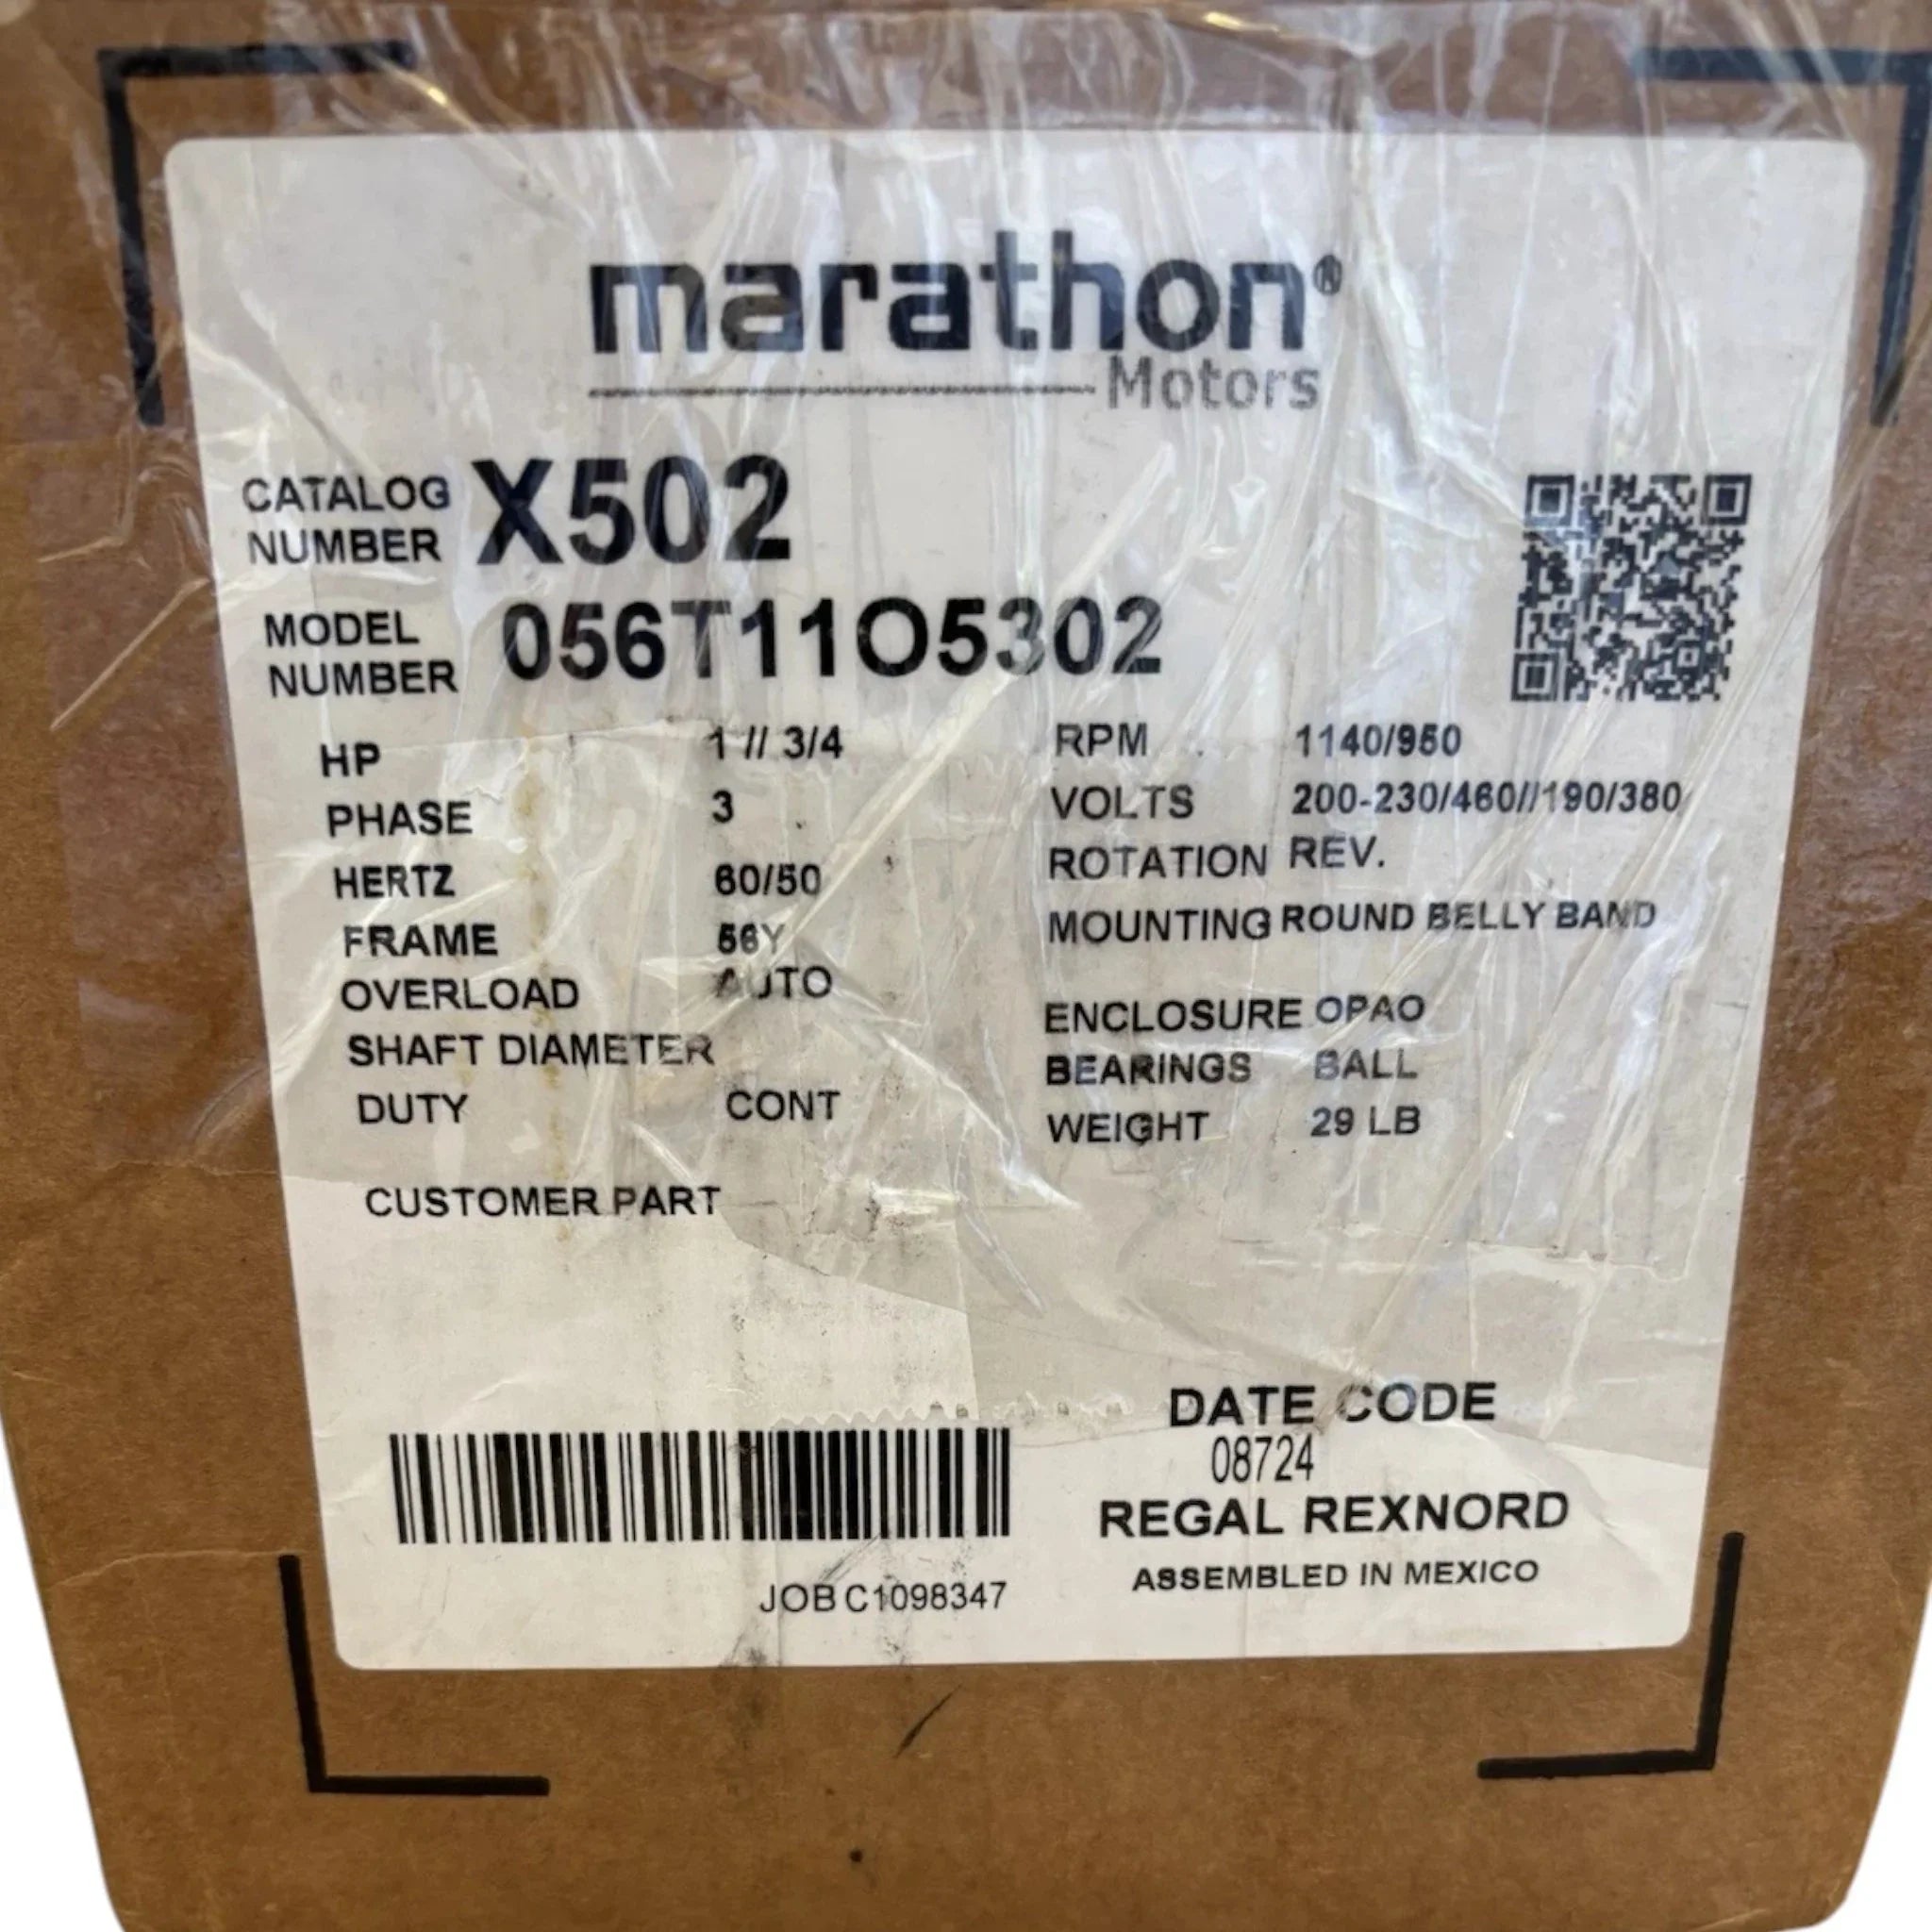 marathon®
Motors
CATALOG NUMBER X502
MODEL NUMBER 056T11O5302
HP 1 // 3/4 RPM 1140/950
PHASE 3 VOLTS 200-230/460//190/380
HERTZ 60/50 ROTATION REV.
FRAME 56Y MOUNTING ROUND BELLY BAND
OVERLOAD AUTO ENCLOSURE OPAO
SHAFT DIAMETER BEARINGS BALL
DUTY CONT WEIGHT 29 LB
CUSTOMER PART
DATE CODE
08724
REGAL REXNORD
ASSEMBLED IN MEXICO
JOB C1098347